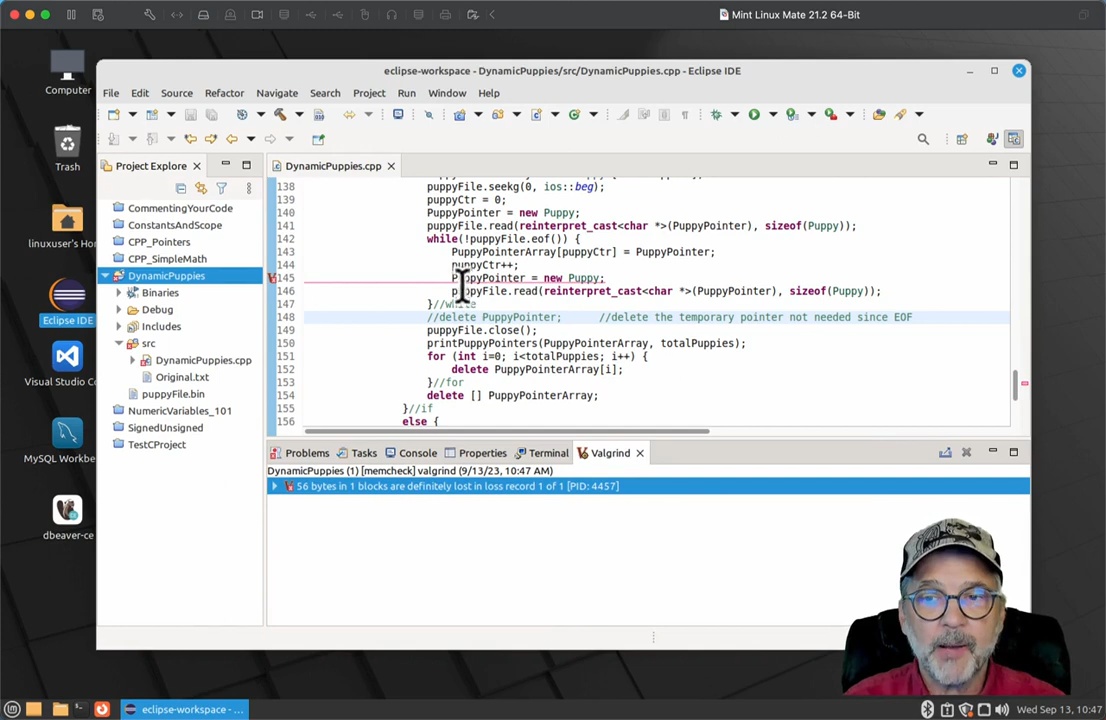 Mint Linux Mate 21.2 64-Bit
Computer
Trash
linuxuser's Hor
Eclipse IDE
Visual Studio Co
MySQL Workbe
dbeaver-ce
eclipse-workspace - DynamicPuppies/src/DynamicPuppies.cpp - Eclipse IDE
File Edit Source Refactor Navigate Search Project Run Window Help
Project Explorer
CommentingYourCode
ConstantsAndScope
CPP_Pointers
CPP_SimpleMath
DynamicPuppies
Binaries
Debug
Includes
src
DynamicPuppies.cpp
Original.txt
puppyFile.bin
NumericVariables_101
SignedUnsigned
TestCProject
DynamicPuppies.cpp
138 puppyFile.seekg(0, ios::beg);
139 puppyCtr = 0;
140 PuppyPointer = new Puppy;
141 puppyFile.read(reinterpret_cast<char *>(PuppyPointer), sizeof(Puppy));
142 while(!puppyFile.eof()) {
143 PuppyPointerArray[puppyCtr] = PuppyPointer;
144 puppyCtr++;
145 PuppyPointer = new Puppy;
146 puppyFile.read(reinterpret_cast<char *>(PuppyPointer), sizeof(Puppy));
147 }//while
148 //delete PuppyPointer; //delete the temporary pointer not needed since EOF
149 puppyFile.close();
150 printPuppyPointers(PuppyPointerArray, totalPuppies);
151 for (int i=0; i<totalPuppies; i++) {
152 delete PuppyPointerArray[i];
153 }//for
154 delete [] PuppyPointerArray;
155 }//if
156 else {
Problems Tasks Console Properties Terminal Valgrind
DynamicPuppies (1) [memcheck] valgrind (9/13/23, 10:47 AM)
56 bytes in 1 blocks are definitely lost in loss record 1 of 1 [PID: 4457]
eclipse-workspace - ...
Wed Sep 13, 10:47